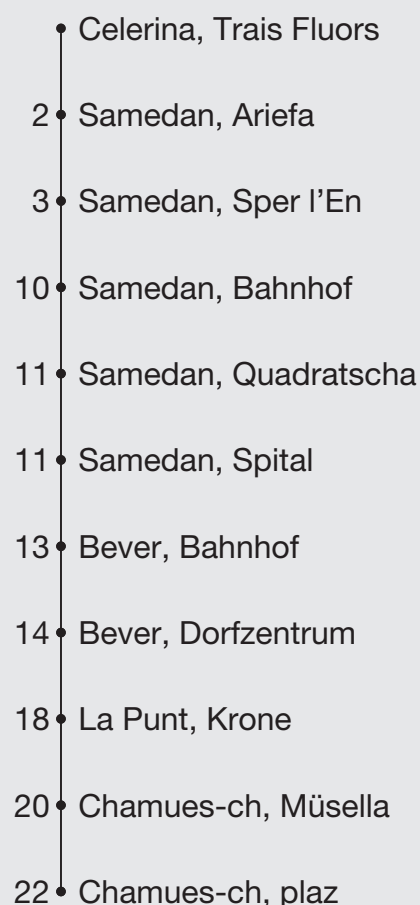 Celerina, Trais Fluors
2 Samedan, Ariefa
3 Samedan, Sper l'En
10 Samedan, Bahnhof
11 Samedan, Quadratscha
11 Samedan, Spital
13 Bever, Bahnhof
14 Bever, Dorfzentrum
18 La Punt, Krone
20 Chamues-ch, Müsella
22 Chamues-ch, plaz